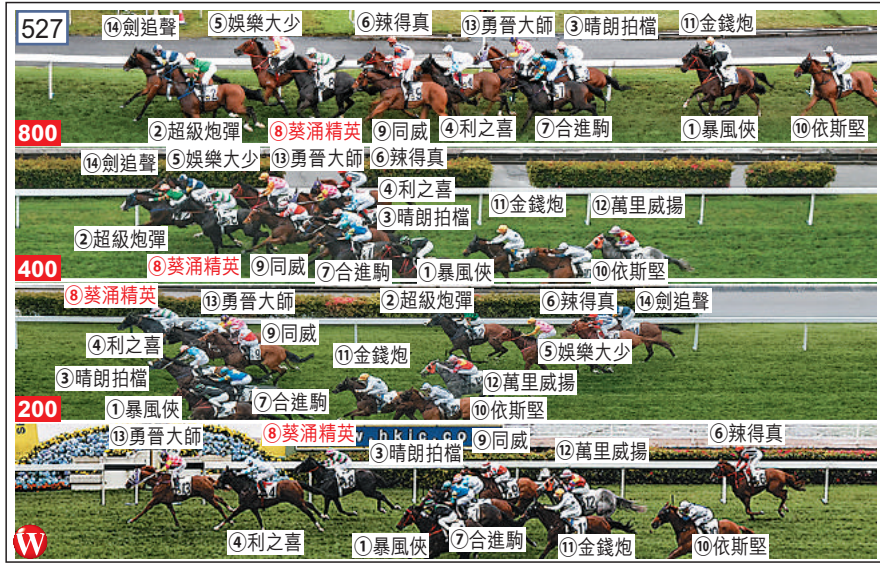 527
⑭劍追聲 ⑤娛樂大少 ⑥辣得真 ⑬勇晉大師 ③晴朗拍檔 ⑪金錢炮
②超級炮彈 ⑧葵涌精英 ⑨同威 ④利之喜 ⑦合進駒 ①暴風俠 ⑩依斯堅
800
⑭劍追聲 ⑤娛樂大少 ⑬勇晉大師 ⑥辣得真
④利之喜
③晴朗拍檔 ⑪金錢炮 ⑫萬里威揚
②超級炮彈
⑧葵涌精英 ⑨同威 ⑦合進駒 ①暴風俠 ⑩依斯堅
400
⑧葵涌精英 ⑬勇晉大師 ②超級炮彈 ⑥辣得真 ⑭劍追聲
④利之喜 ⑨同威
⑪金錢炮 ⑤娛樂大少
③晴朗拍檔 ⑫萬里威揚
①暴風俠 ⑦合進駒 ⑩依斯堅
200
⑬勇晉大師 ⑧葵涌精英 ③晴朗拍檔 ⑨同威 ⑫萬里威揚 ⑥辣得真
w.hkjc.co
④利之喜 ①暴風俠 ⑦合進駒 ⑪金錢炮 ⑩依斯堅
W